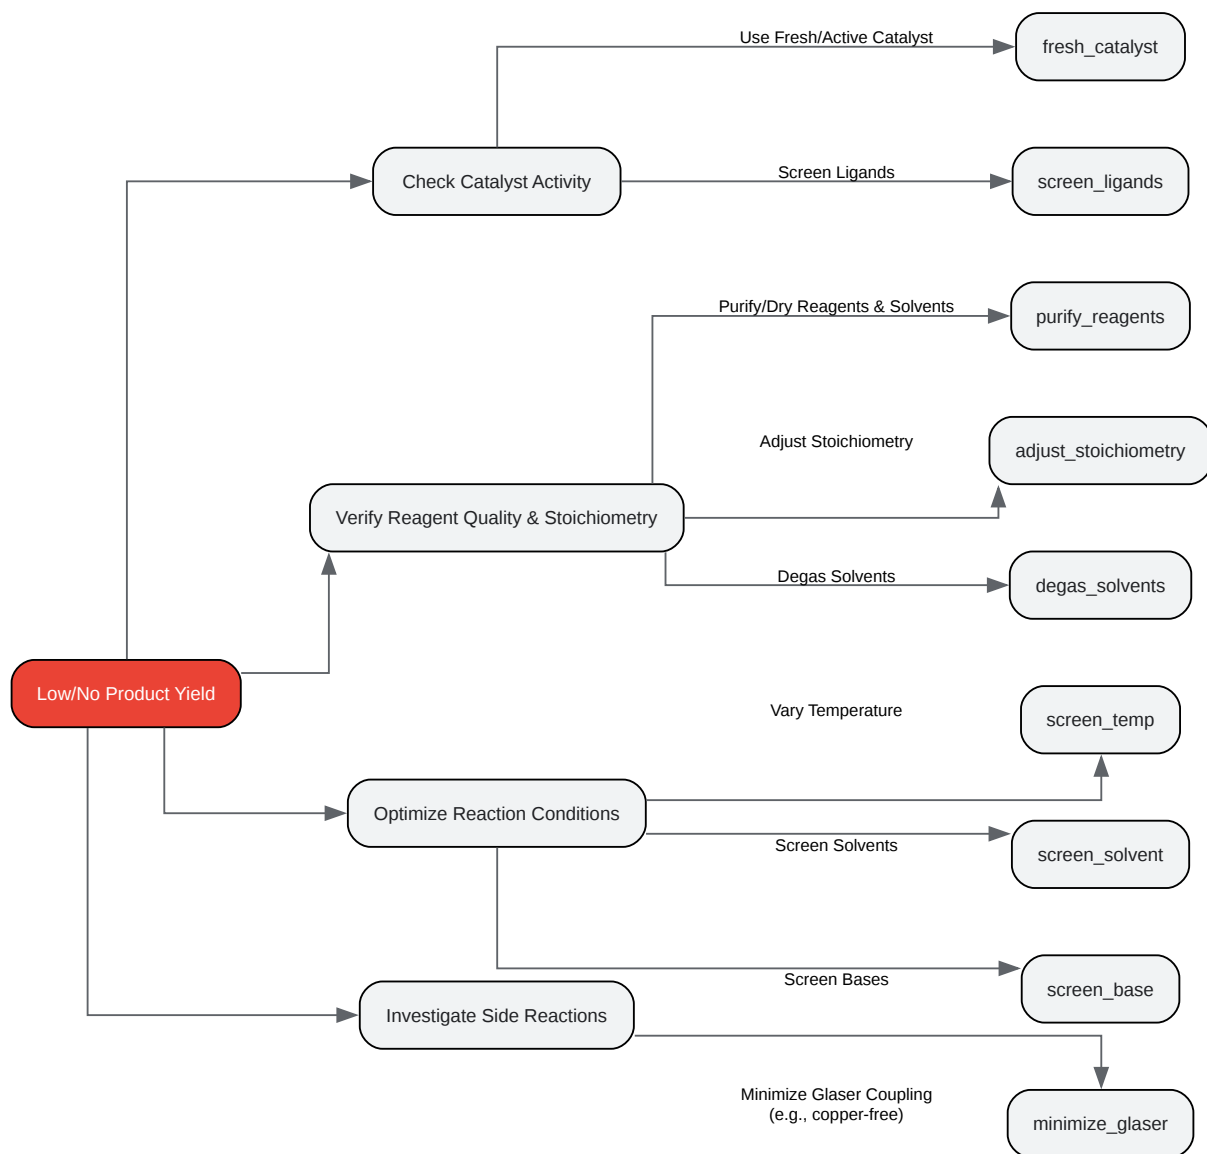 Use Fresh/Active Catalyst
fresh_catalyst
Check Catalyst Activity
Screen Ligands
screen_ligands
Purify/Dry Reagents & Solvents
purify_reagents
Adjust Stoichiometry
adjust_stoichiometry
Verify Reagent Quality & Stoichiometry
Degas Solvents
degas_solvents
Low/No Product Yield
Vary Temperature
screen_temp
Optimize Reaction Conditions
Screen Solvents
screen_solvent
Screen Bases
screen_base
Investigate Side Reactions
Minimize Glaser Coupling
(e.g., copper-free)
minimize_glaser